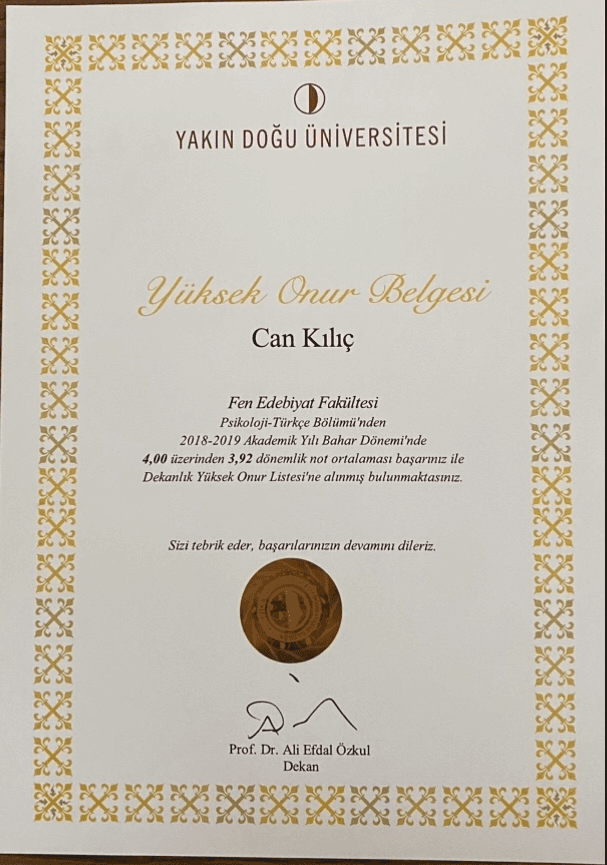 YAKIN DOĞU ÜNİVERSİTESİ
Yüksek Onur Belgesi
Can Kılıç
Fen Edebiyat Fakültesi
Psikoloji-Türkçe Bölümü'nden
2018-2019 Akademik Yılı Bahar Dönemi'nde
4,00 üzerinden 3,92 dönemlik not ortalaması başarınız ile
Dekanlık Yüksek Onur Listesi'ne alınmış bulunmaktasınız.
Sizi tebrik eder, başarılarınızın devamını dileriz.
Prof. Dr. Ali Efdal Özkul
Dekan